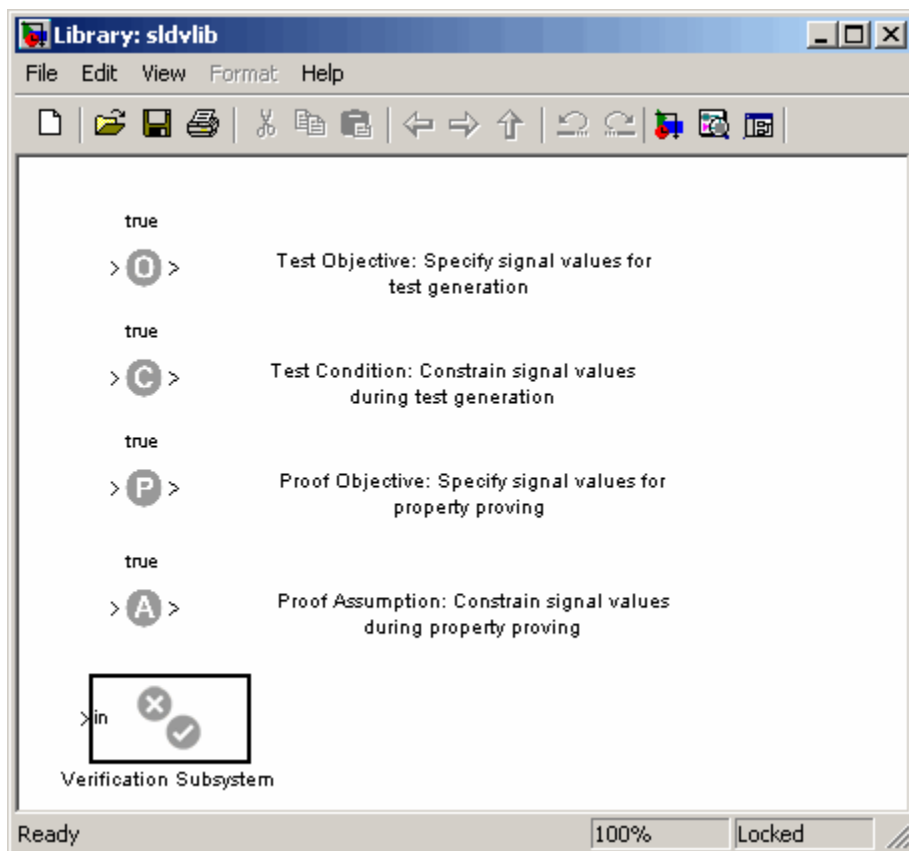 Library: sldvlib
File Edit View Format Help
true
O
Test Objective: Specify signal values for
test generation
true
C
Test Condition: Constrain signal values
during test generation
true
P
Proof Objective: Specify signal values for
property proving
true
A
Proof Assumption: Constrain signal values
during property proving
in
Verification Subsystem
Ready 100% Locked